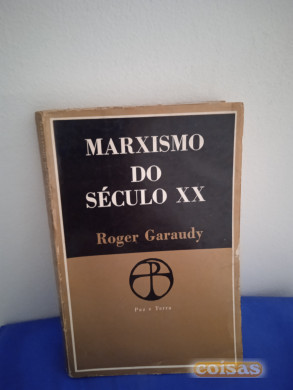 MARXISMO
DO
SÉCULO XX
Roger Garaudy
Paz e Terra
coisas